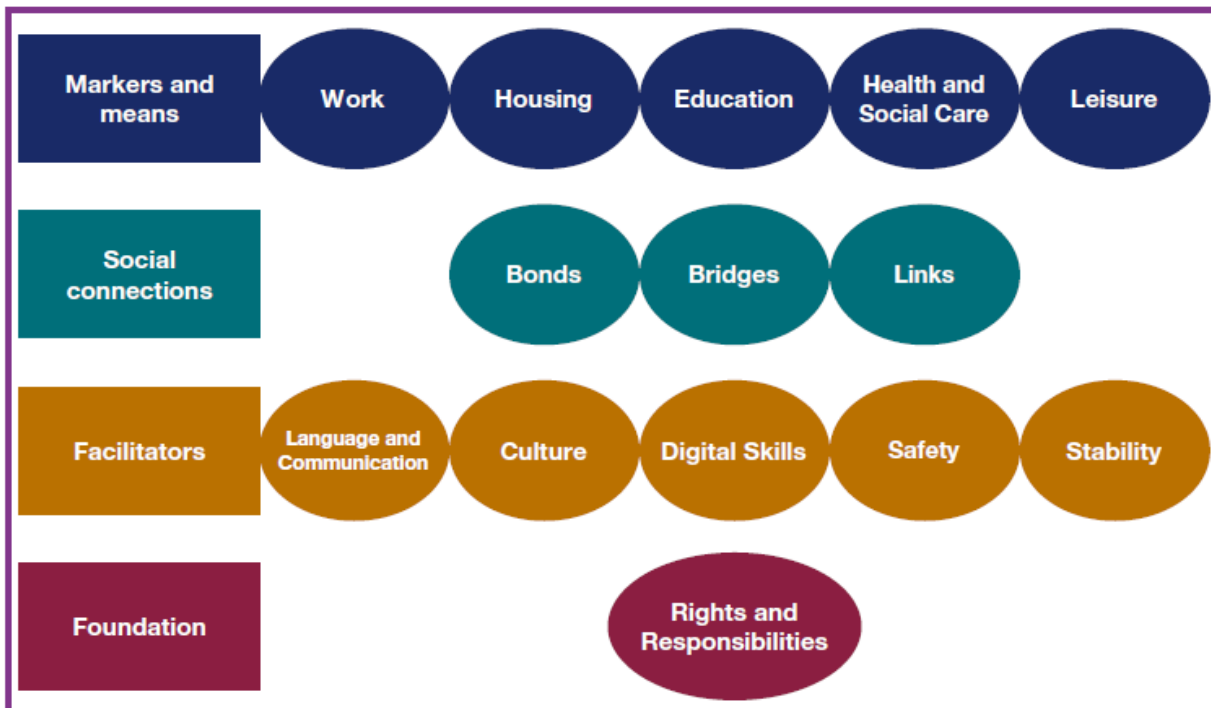 Markers and
means
Work
Housing
Education
Health and
Social Care
Leisure
Social
connections
Bonds
Bridges
Links
Facilitators
Language and
Communication
Culture
Digital Skills
Safety
Stability
Foundation
Rights and
Responsibilities